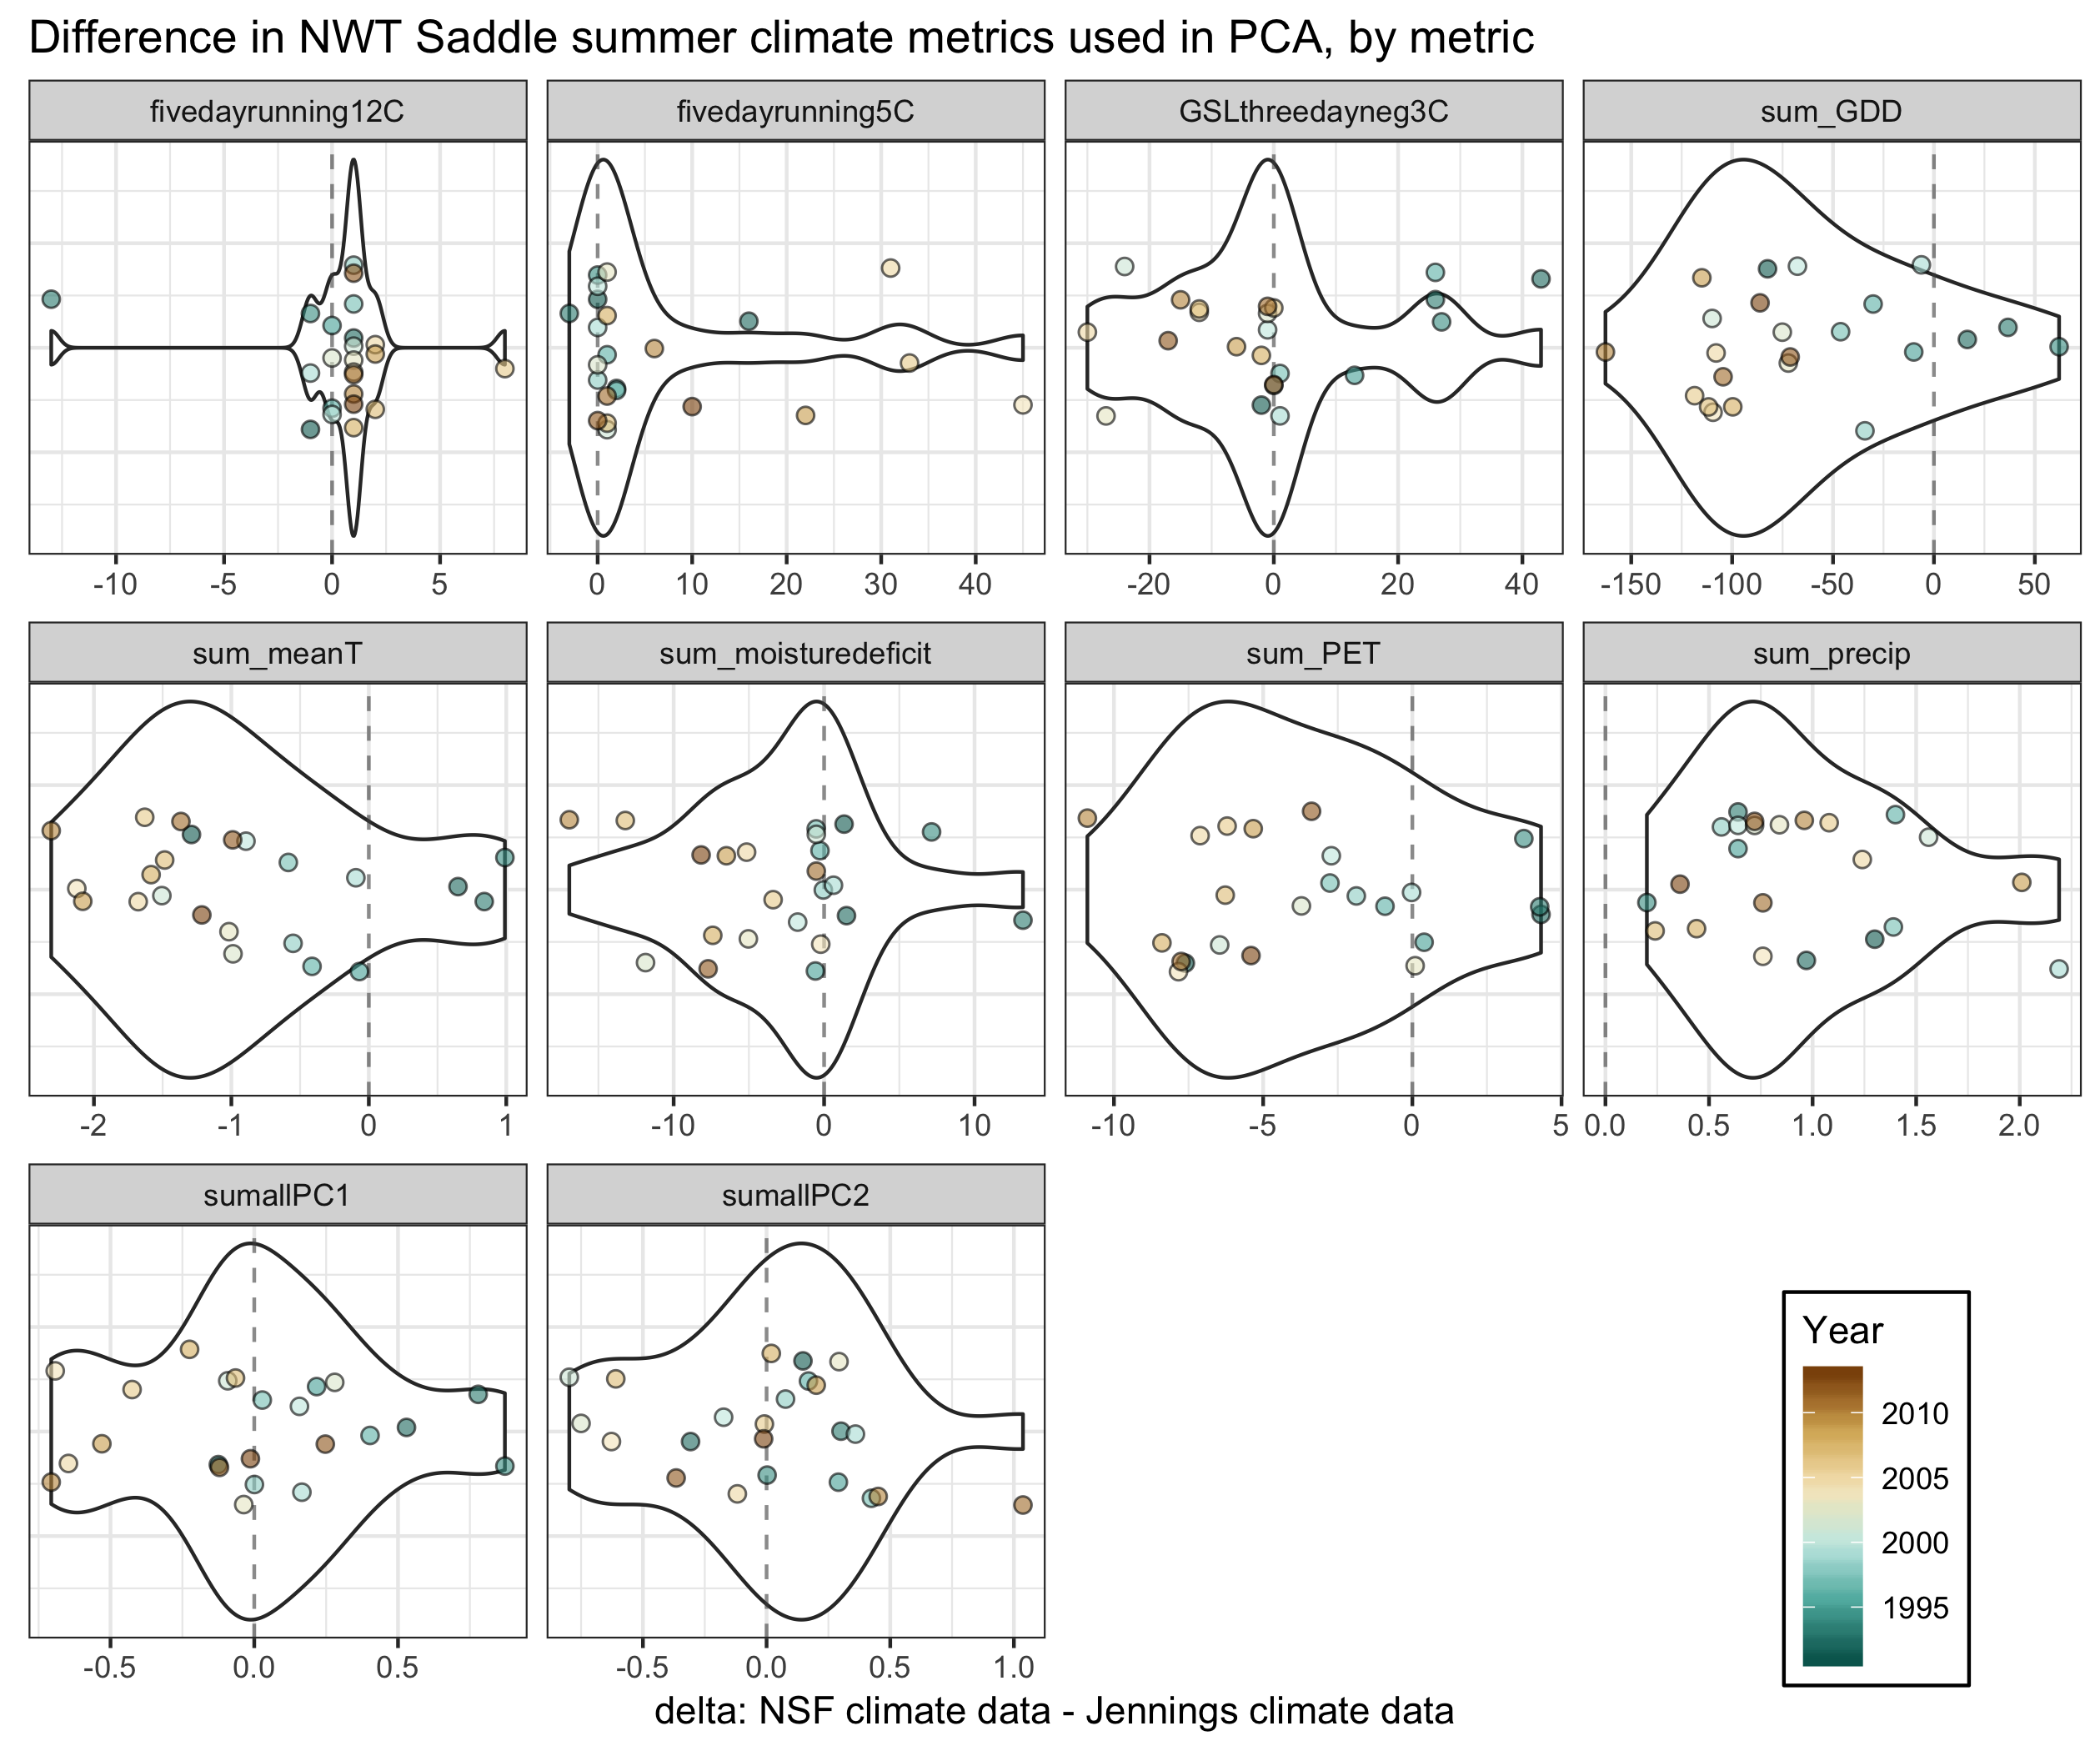 Difference in NWT Saddle summer climate metrics used in PCA, by metric
fivedayrunning12C fivedayrunning5C GSLthreedayneg3C sum_GDD
-10 -5 0 5 0 10 20 30 40 -20 0 20 40 -150 -100 -50 0 50
sum_meanT sum_moisturedeficit sum_PET sum_precip
-2 -1 0 1 -10 0 10 -10 -5 0 5 0.0 0.5 1.0 1.5 2.0
sumallPC1 sumallPC2
Year
2010
2005
2000
1995
-0.5 0.0 0.5 -0.5 0.0 0.5 1.0
delta: NSF climate data - Jennings climate data